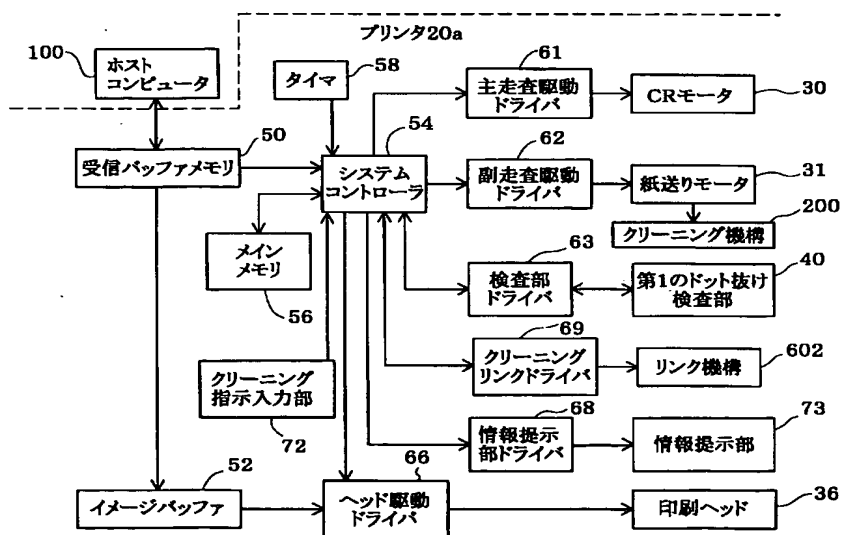 プリンタ20a
100
ホスト
コンピュータ
タイマ
58
61
主走査駆動
ドライバ
CRモータ
30
50
受信バッファメモリ
54
システム
コントローラ
62
副走査駆動
ドライバ
紙送りモータ
31
200
クリーニング機構
メイン
メモリ
56
63
検査部
ドライバ
第1のドット抜け
検査部
40
69
クリーニング
リンクドライバ
リンク機構
602
クリーニング
指示入力部
72
68
情報提示
部ドライバ
情報提示部
73
52
イメージバッファ
66
ヘッド駆動
ドライバ
印刷ヘッド
36